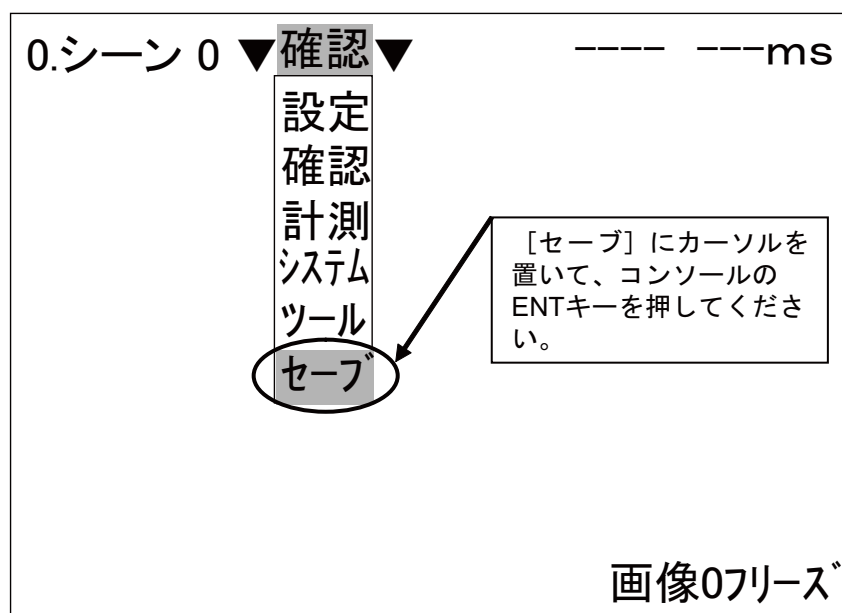 0.シーン 0 ▼確認▼ ---- ---ms
設定
確認
計測
ｼｽﾃﾑ
ツール
セーブ
［セーブ］にカーソルを
置いて、コンソールの
ENTキーを押してくださ
い。
画像0ﾌﾘｰｽﾞ